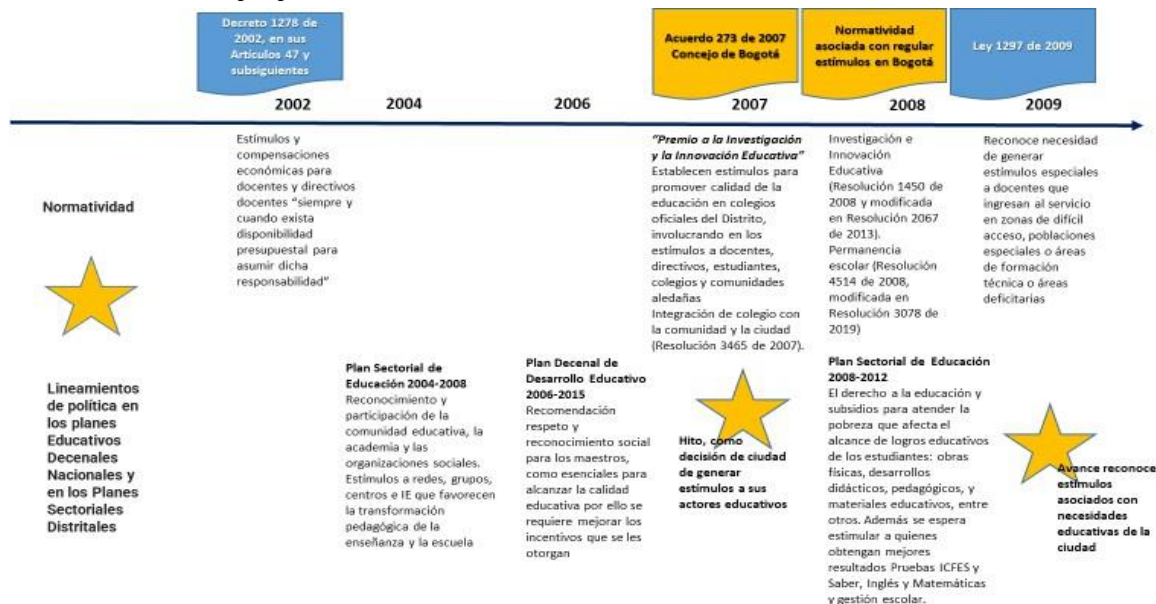 Decreto 1278 de
2002, en sus
Artículos 47 y
subsiguientes
Acuerdo 273 de 2007
Concejo de Bogotá
Normatividad
asociada con regular
estímulos en Bogotá
Ley 1297 de 2009
2002
2004
2006
2007
2008
2009
Normatividad
Estímulos y
compensaciones
económicas para
docentes y directivos
docentes “siempre y
cuando exista
disponibilidad
presupuestal para
asumir dicha
responsabilidad”
“Premio a la Investigación
y la Innovación Educativa”
Establecen estímulos para
promover calidad de la
educación en colegios
oficiales del Distrito,
involucrando en los
estímulos a docentes,
directivos, estudiantes,
colegios y comunidades
aledañas
Integración de colegio con
la comunidad y la ciudad
(Resolución 3465 de 2007).
Investigación e
Innovación
Educativa
(Resolución 1450 de
2008 y modificada
en Resolución 2067
de 2013).
Permanencia
escolar (Resolución
4514 de 2008,
modificada en
Resolución 3078 de
2019)
Reconoce necesidad
de generar
estímulos especiales
a docentes que
ingresan al servicio
en zonas de difícil
acceso, poblaciones
especiales o áreas
de formación
técnica o áreas
deficitarias
Lineamientos
de política en
los planes
Educativos
Decenales
Nacionales y
en los Planes
Sectoriales
Distritales
Plan Sectorial de
Educación 2004-2008
Reconocimiento y
participación de la
comunidad educativa, la
academia y las
organizaciones sociales.
Estímulos a redes, grupos,
centros e IE que favorecen
la transformación
pedagógica de la
enseñanza y la escuela
Plan Decenal de
Desarrollo Educativo
2006-2015
Recomendación
respeto y
reconocimiento social
para los maestros,
como esenciales para
alcanzar la calidad
educativa por ello se
requiere mejorar los
incentivos que se les
otorgan
Hito, como
decisión de ciudad
de generar
estímulos a sus
actores educativos
Plan Sectorial de Educación
2008-2012
El derecho a la educación y
subsidios para atender la
pobreza que afecta el
alcance de logros educativos
de los estudiantes: obras
físicas, desarrollos
didácticos, pedagógicos, y
materiales educativos, entre
otros. Además se espera
estimular a quienes
obtengan mejores
resultados Pruebas ICFES y
Saber, Inglés y Matemáticas
y gestión escolar.
Avance reconoce
estímulos
asociados con
necesidades
educativas de la
ciudad